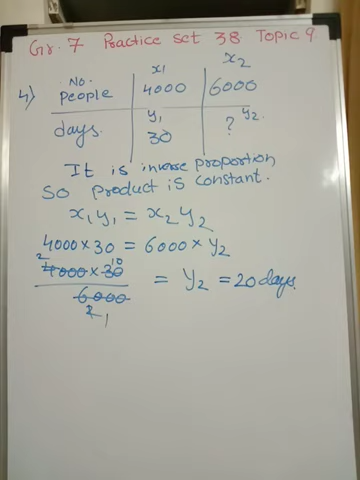 Gr. 7 Practice set 38 Topic 9
x1 x2
4) No. people 4000 6000
y1 y2
days. 30 ?
It is inverse proportion
so product is constant.
x₁y₁ = x₂y₂
4000 × 30 = 6000 × y₂
2 10
4000 × 30 / 6000 = y₂ = 20 days.
2 1